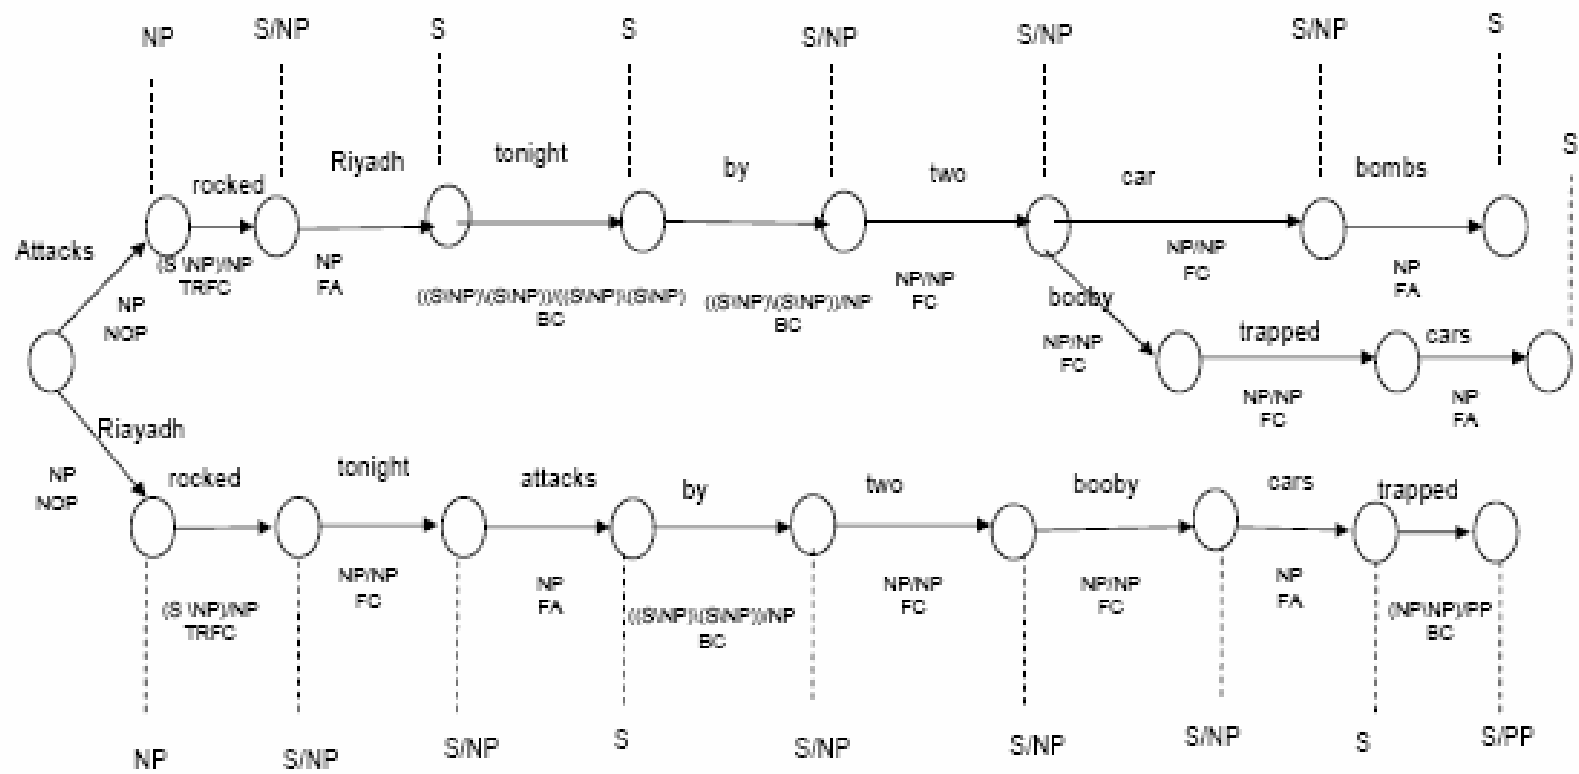 NP S/NP S S S/NP S/NP S/NP S
S
Attacks rocked Riyadh tonight by two car bombs
NP
NOP
(S \NP)/NP
TRFC
NP
FA
((S\NP)\(S\NP))/((S\NP)\(S\NP)
BC
((S\NP)\(S\NP))/NP
BC
NP/NP
FC
NP/NP
FC
NP
FA
booby trapped cars
NP/NP
FC
NP/NP
FC
NP
FA
Riayadh rocked tonight attacks by two booby cars trapped
NP
NOP
(S \NP)/NP
TRFC
NP/NP
FC
NP
FA
((S\NP)\(S\NP))/NP
BC
NP/NP
FC
NP/NP
FC
NP
FA
(NP\NP)/PP
BC
NP S/NP S/NP S S/NP S/NP S/NP S S/PP